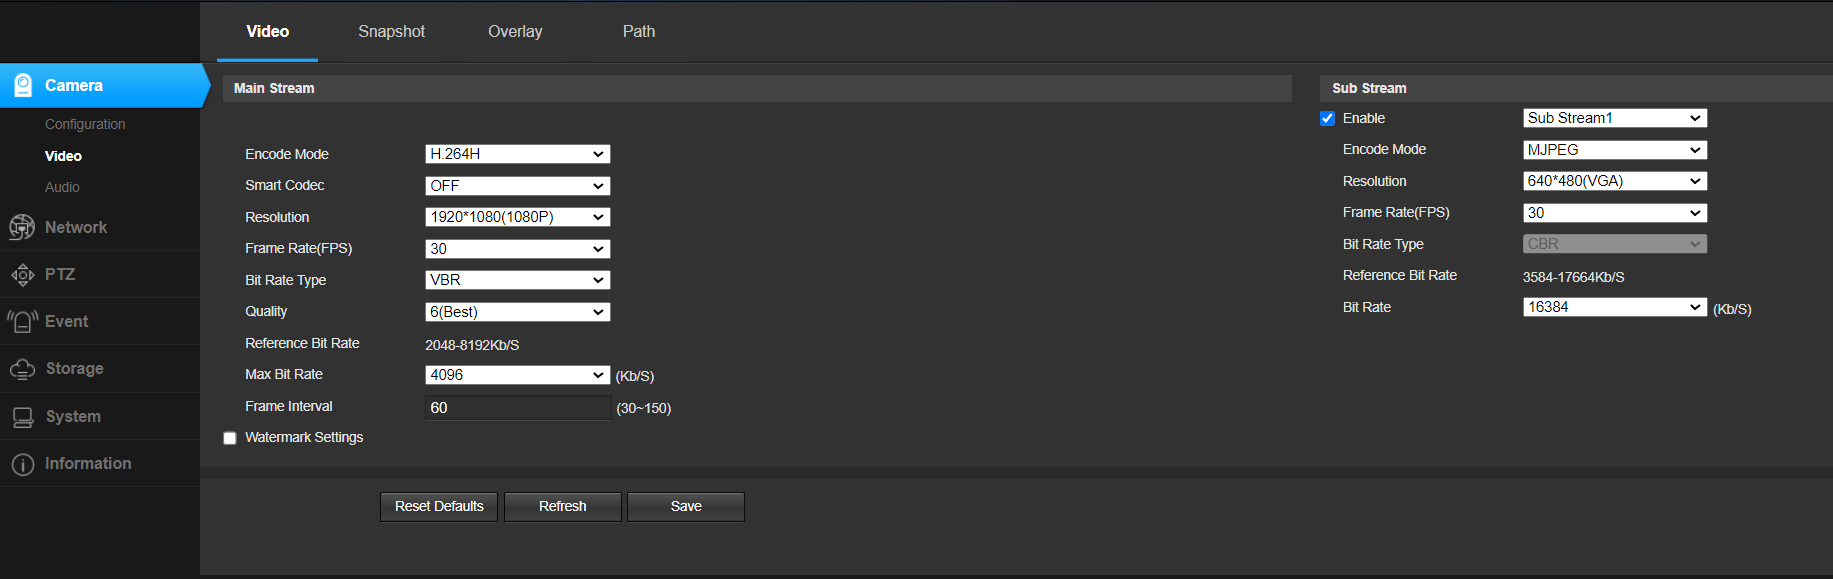 Video Snapshot Overlay Path
Camera
Configuration
Video
Audio
Network
PTZ
Event
Storage
System
Information
Main Stream
Encode Mode H.264H
Smart Codec OFF
Resolution 1920*1080(1080P)
Frame Rate(FPS) 30
Bit Rate Type VBR
Quality 6(Best)
Reference Bit Rate 2048-8192Kb/S
Max Bit Rate 4096 (Kb/S)
Frame Interval 60 (30~150)
Watermark Settings
Reset Defaults Refresh Save
Sub Stream
Enable Sub Stream1
Encode Mode MJPEG
Resolution 640*480(VGA)
Frame Rate(FPS) 30
Bit Rate Type CBR
Reference Bit Rate 3584-17664Kb/S
Bit Rate 16384 (Kb/S)